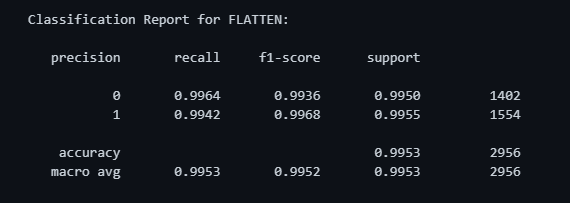 Classification Report for FLATTEN:
precision recall f1-score support
0 0.9964 0.9936 0.9950 1402
1 0.9942 0.9968 0.9955 1554
accuracy 0.9953 2956
macro avg 0.9953 0.9952 0.9953 2956